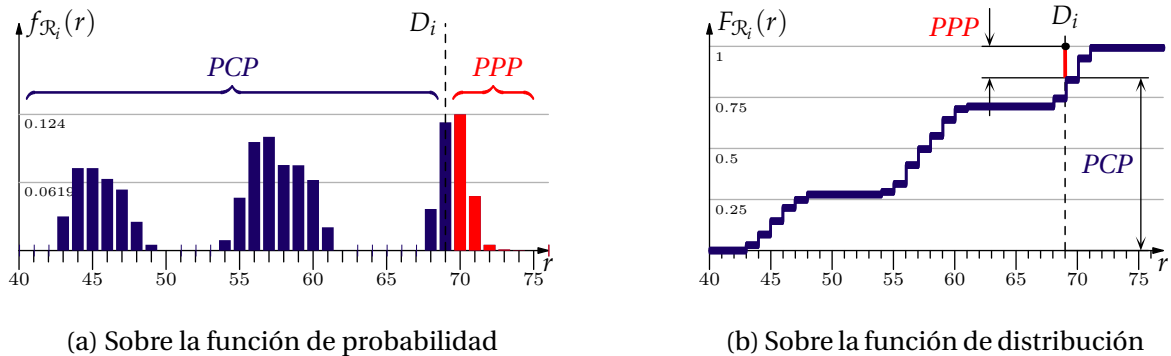 f_{ℛ_i}(r)
D_i
PCP
PPP
0.124
0.0619
40 45 50 55 60 65 70 75
r
(a) Sobre la función de probabilidad
F_{ℛ_i}(r)
D_i
PPP
1
0.75
0.5
PCP
0.25
40 45 50 55 60 65 70 75
r
(b) Sobre la función de distribución